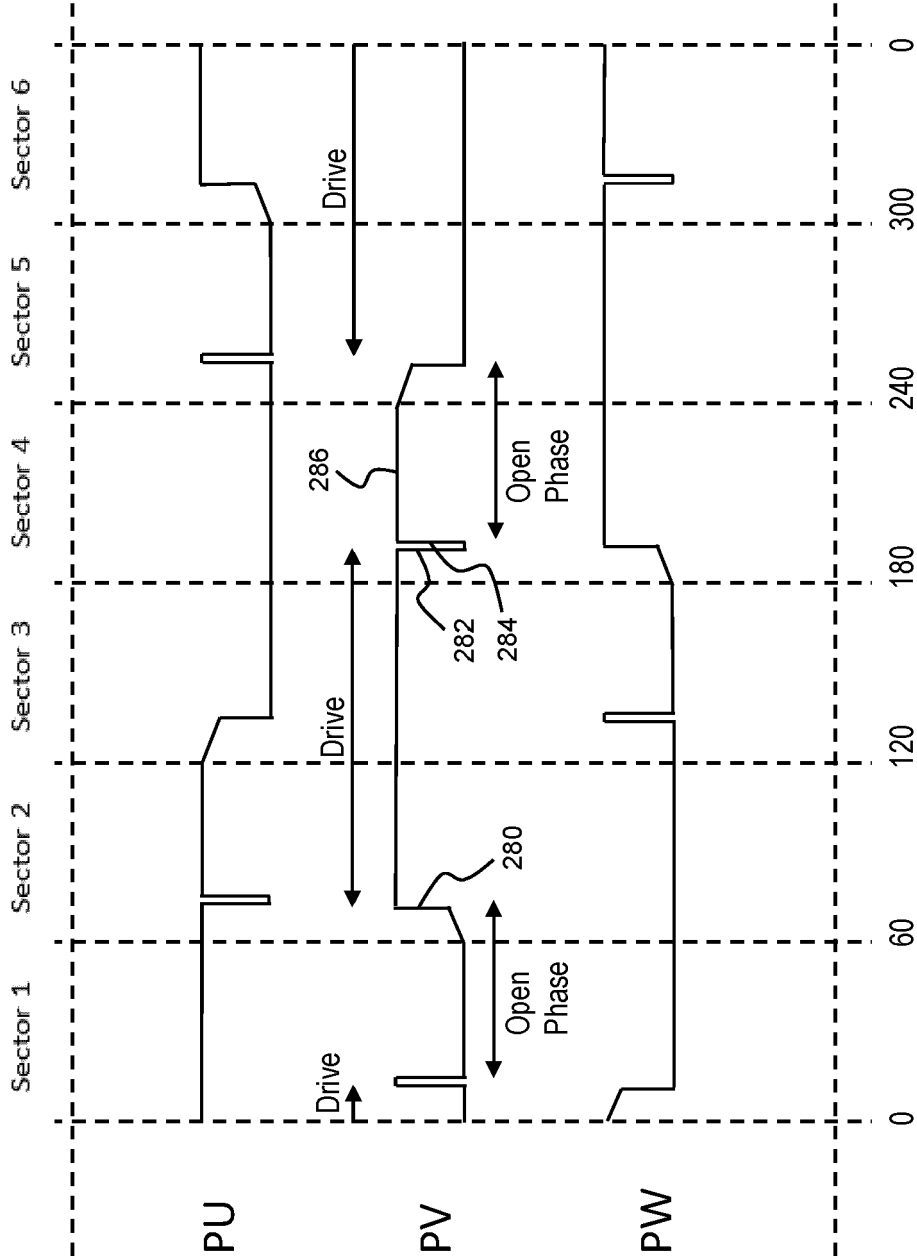 Sector 1 Sector 2 Sector 3 Sector 4 Sector 5 Sector 6
PU
Drive Drive Drive
286
PV
280
282
284
Open
Phase
Open
Phase
PW
0 60 120 180 240 300 0